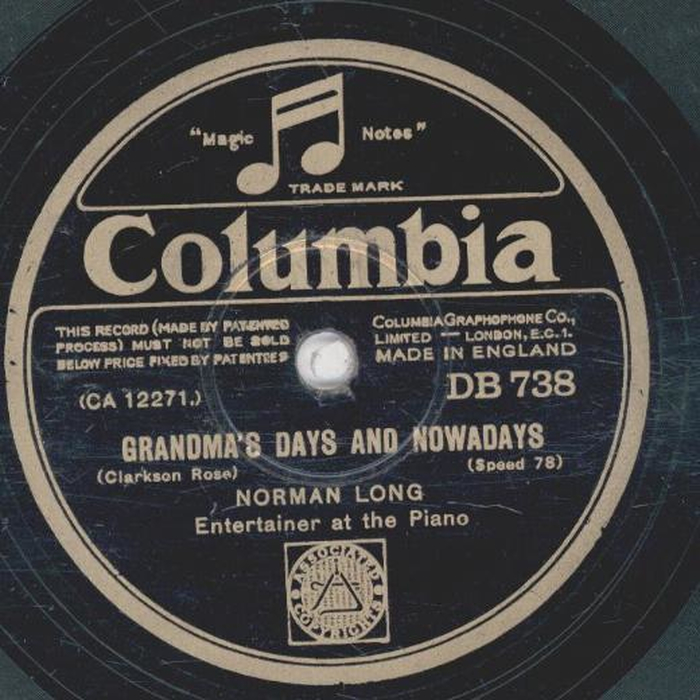 "Magic Notes"
TRADE MARK
Columbia
THIS RECORD (MADE BY PATENTED
PROCESS) MUST NOT BE SOLD
BELOW PRICE FIXED BY PATENTEES
COLUMBIA GRAPHOPHONE CO.,
LIMITED — LONDON, E.C.1.
MADE IN ENGLAND
(CA 12271.)
DB 738
GRANDMA'S DAYS AND NOWADAYS
(Clarkson Rose)
(Speed 78)
NORMAN LONG
Entertainer at the Piano
ASSOCIATED
COPYRIGHTS